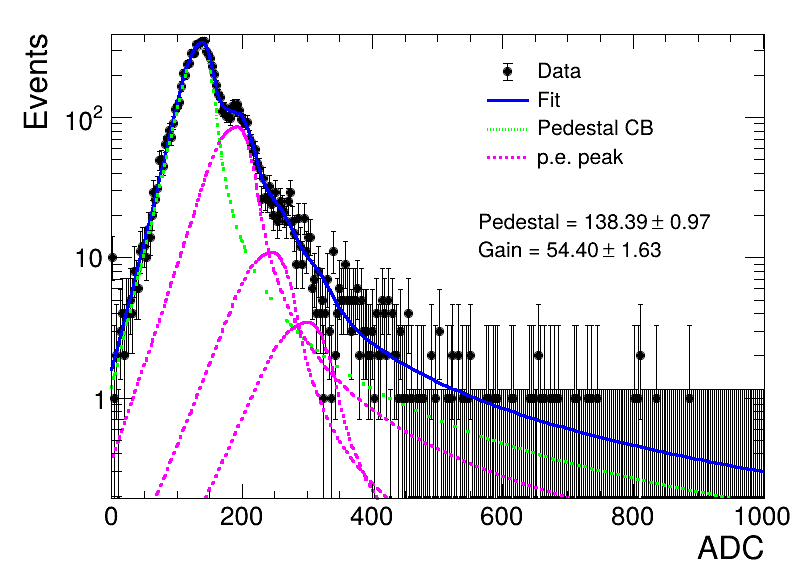 Events
10²
10
1
Data
Fit
Pedestal CB
p.e. peak
Pedestal = 138.39 ± 0.97
Gain = 54.40 ± 1.63
0 200 400 600 800 1000
ADC